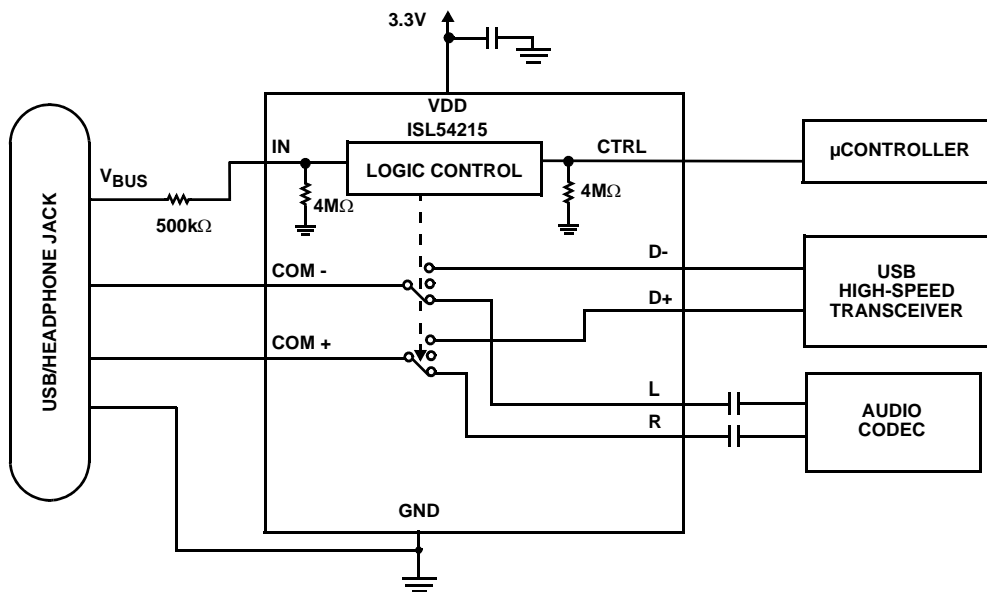 3.3V
VDD
ISL54215
IN
LOGIC CONTROL
CTRL
µCONTROLLER
VBUS
500kΩ
4MΩ
4MΩ
USB/HEADPHONE JACK
COM -
COM +
D-
D+
USB
HIGH-SPEED
TRANSCEIVER
L
R
AUDIO
CODEC
GND